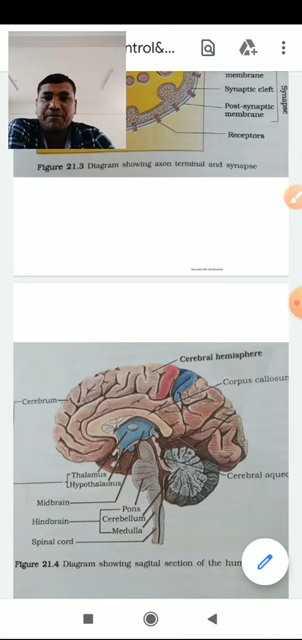 ntrol&...
membrane
Synaptic cleft
Post-synaptic
membrane
Synapse
Receptors
Figure 21.3 Diagram showing axon terminal and synapse
Cerebral hemisphere
Corpus callosum
Cerebrum
Thalamus
Hypothalamus
Cerebral aqued
Midbrain
Pons
Hindbrain
Cerebellum
Medulla
Spinal cord
Figure 21.4 Diagram showing sagital section of the hum